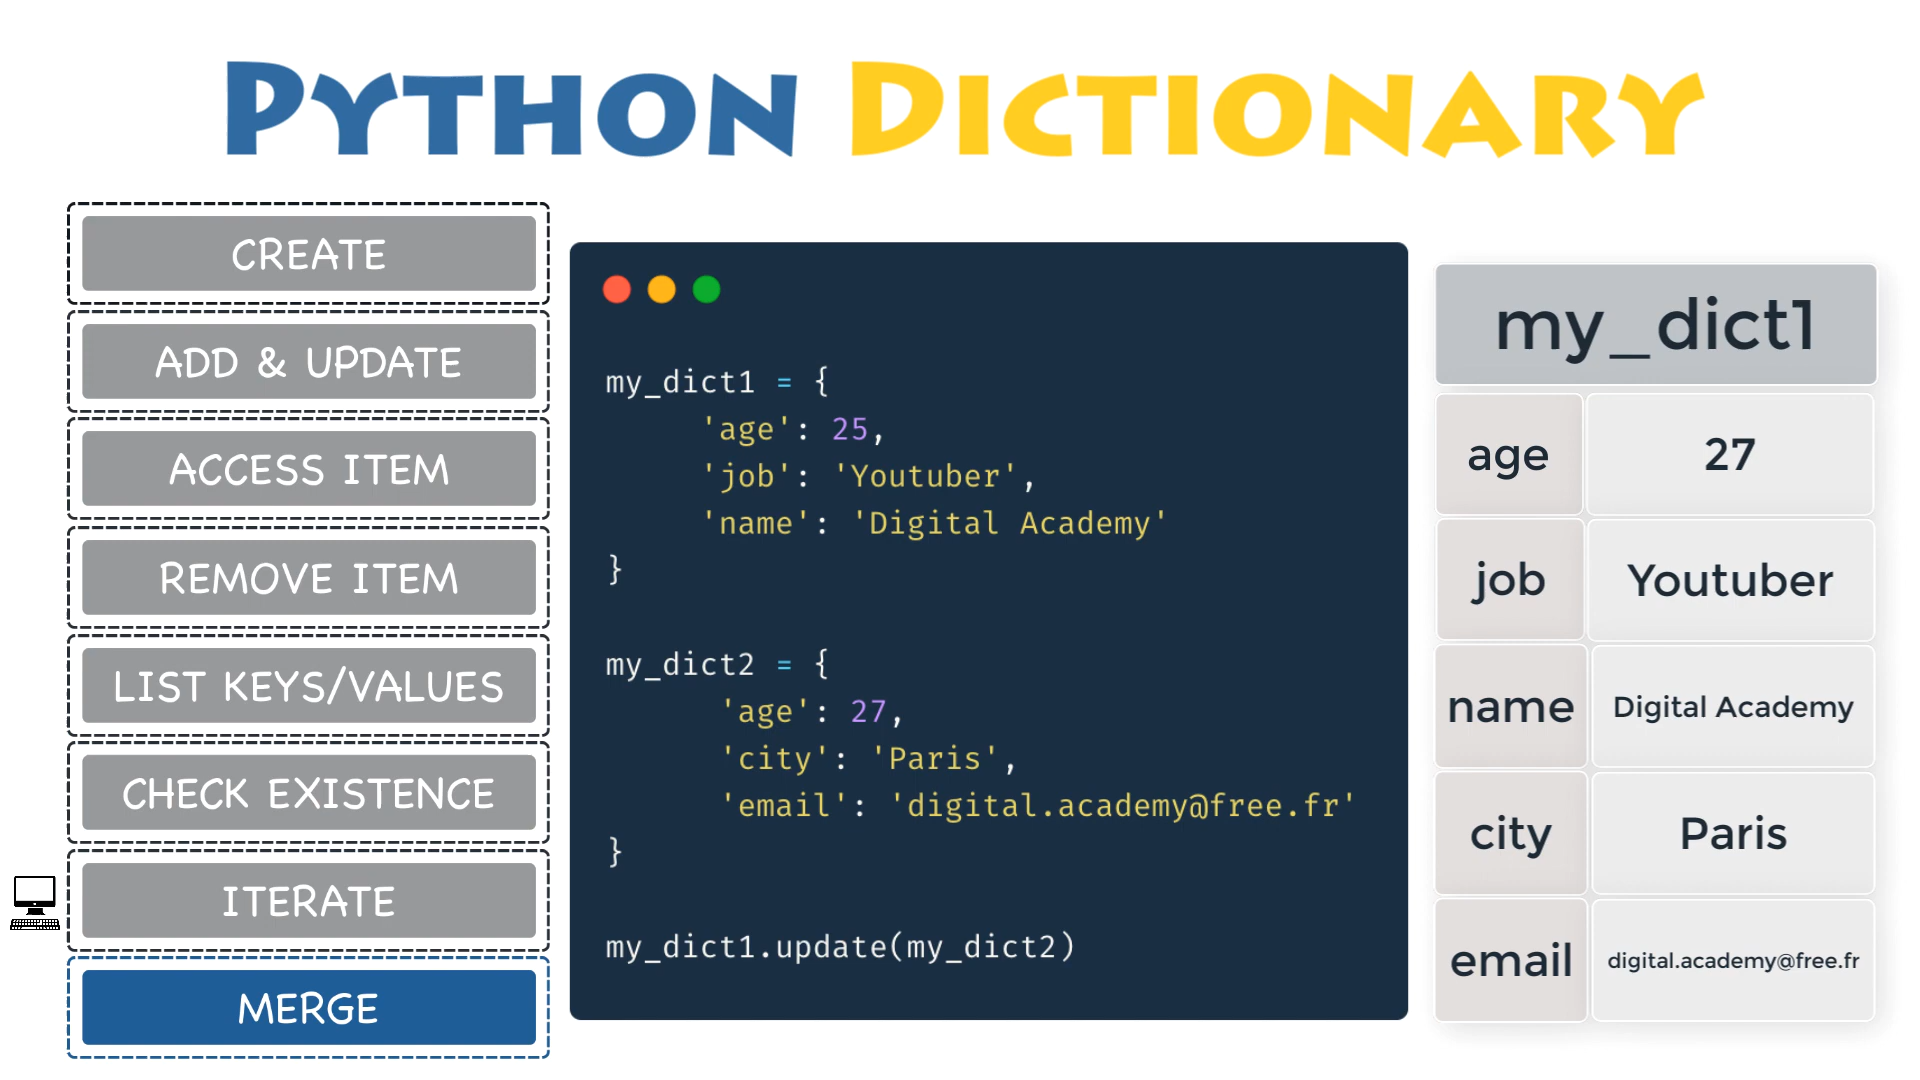 PYTHON DICTIONARY
CREATE
ADD & UPDATE
ACCESS ITEM
REMOVE ITEM
LIST KEYS/VALUES
CHECK EXISTENCE
ITERATE
MERGE
my_dict1 = {
'age': 25,
'job': 'Youtuber',
'name': 'Digital Academy'
}
my_dict2 = {
'age': 27,
'city': 'Paris',
'email': 'digital.academy@free.fr'
}
my_dict1.update(my_dict2)
my_dict1
age 27
job Youtuber
name Digital Academy
city Paris
email digital.academy@free.fr